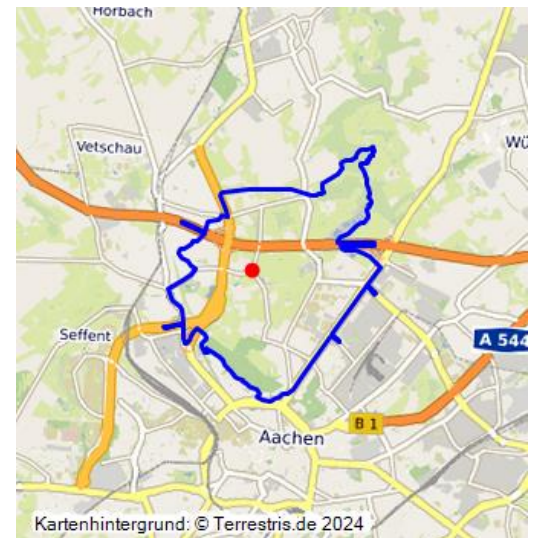 Horbach
Vetschau
Wü
Seffent
A 544
B 1
Aachen
Kartenhintergrund: © Terrestris.de 2024